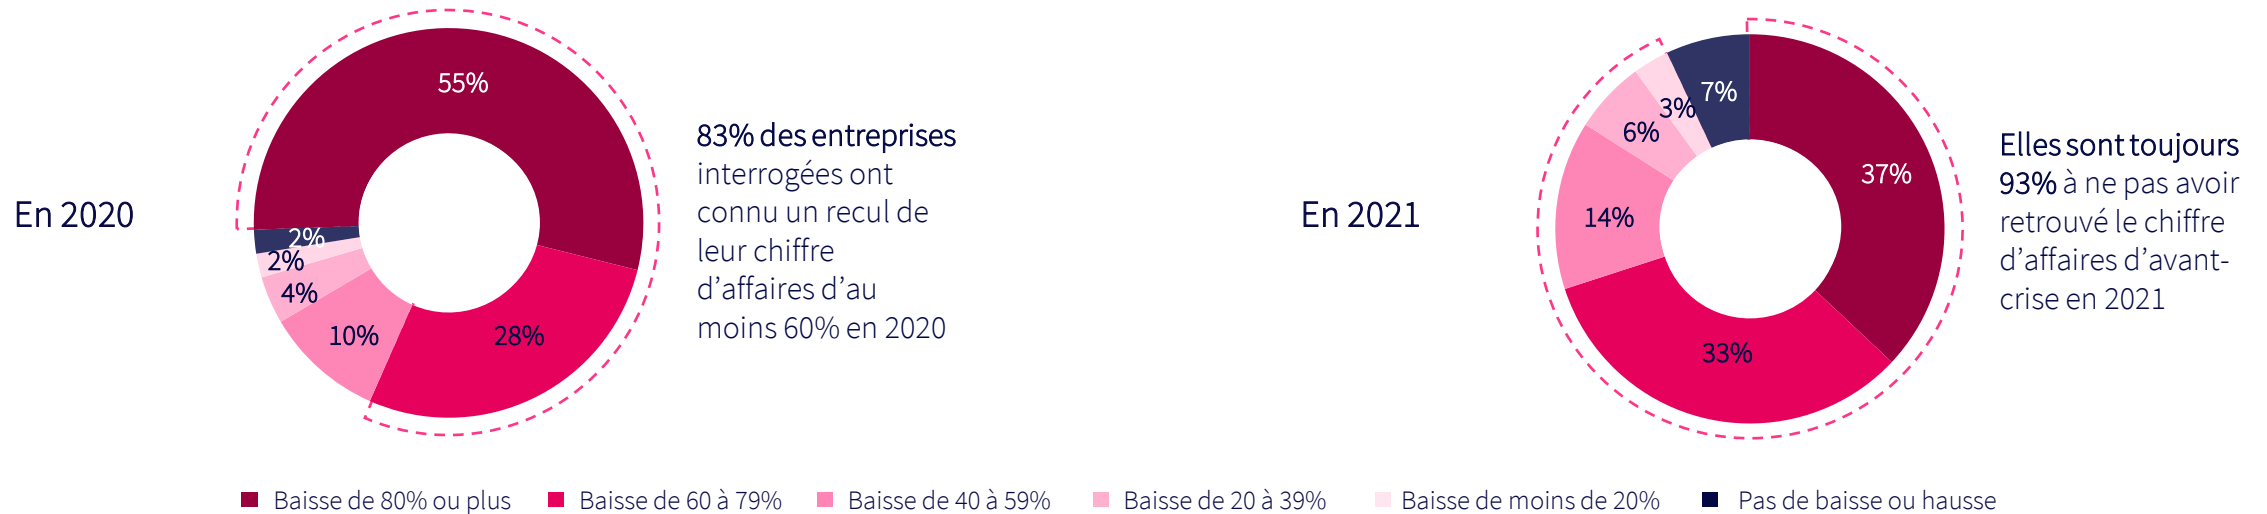 En 2020
55%
28%
10%
4%
2%
2%
83% des entreprises
interrogées ont
connu un recul de
leur chiffre
d’affaires d’au
moins 60% en 2020
En 2021
37%
33%
14%
6%
3%
7%
Elles sont toujours
93% à ne pas avoir
retrouvé le chiffre
d’affaires d’avant-
crise en 2021
Baisse de 80% ou plus
Baisse de 60 à 79%
Baisse de 40 à 59%
Baisse de 20 à 39%
Baisse de moins de 20%
Pas de baisse ou hausse